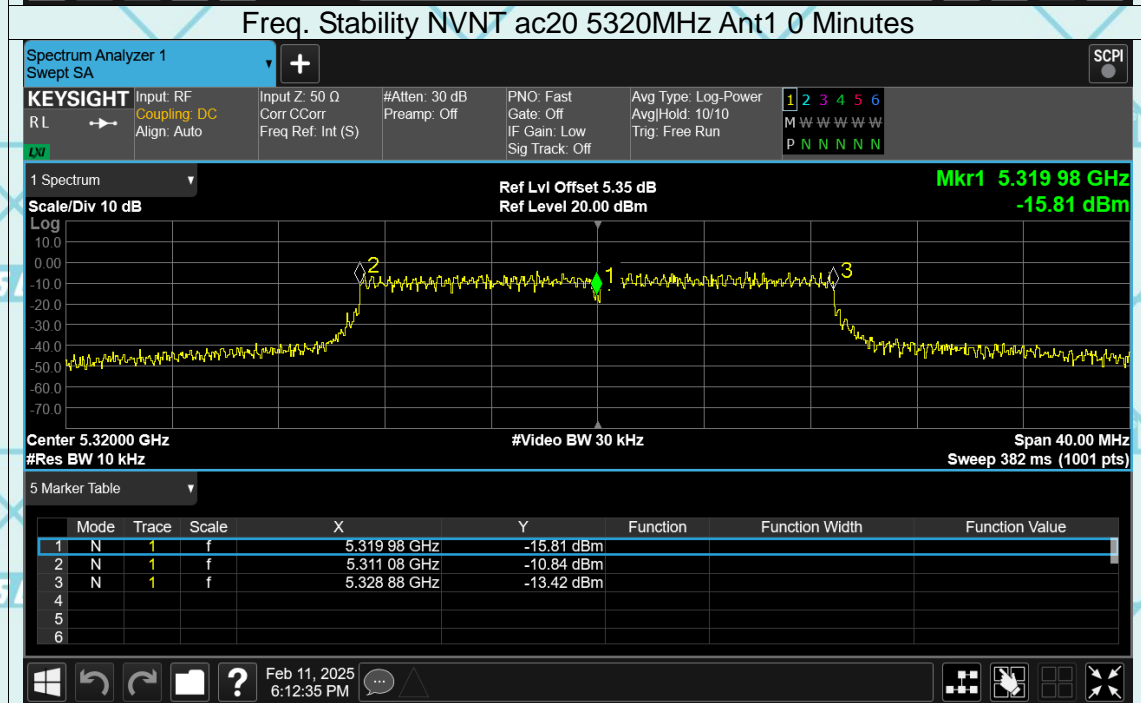 Freq. Stability NVNT ac20 5320MHz Ant1 0 Minutes
Spectrum Analyzer 1
Swept SA
+
SCPI
KEYSIGHT
RL
LXI
Input: RF
Coupling: DC
Align: Auto
Input Z: 50 Ω
Corr CCorr
Freq Ref: Int (S)
#Atten: 30 dB
Preamp: Off
PNO: Fast
Gate: Off
IF Gain: Low
Sig Track: Off
Avg Type: Log-Power
Avg|Hold: 10/10
Trig: Free Run
1 2 3 4 5 6
M W W W W W
P N N N N N
1 Spectrum
Scale/Div 10 dB
Ref Lvl Offset 5.35 dB
Ref Level 20.00 dBm
Mkr1 5.319 98 GHz
-15.81 dBm
Log
10.0
0.00
-10.0
-20.0
-30.0
-40.0
-50.0
-60.0
-70.0
2
1
3
Center 5.32000 GHz
#Res BW 10 kHz
#Video BW 30 kHz
Span 40.00 MHz
Sweep 382 ms (1001 pts)
5 Marker Table
Mode Trace Scale X Y Function Function Width Function Value
1 N 1 f 5.319 98 GHz -15.81 dBm
2 N 1 f 5.311 08 GHz -10.84 dBm
3 N 1 f 5.328 88 GHz -13.42 dBm
4
5
6
?
Feb 11, 2025
6:12:35 PM